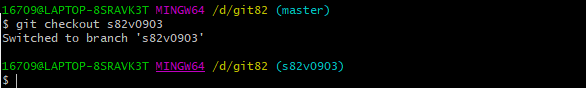 16709@LAPTOP-8SRAVK3T MINGW64 /d/git82 (master)
$ git checkout s82v0903
Switched to branch 's82v0903'
16709@LAPTOP-8SRAVK3T MINGW64 /d/git82 (s82v0903)
$